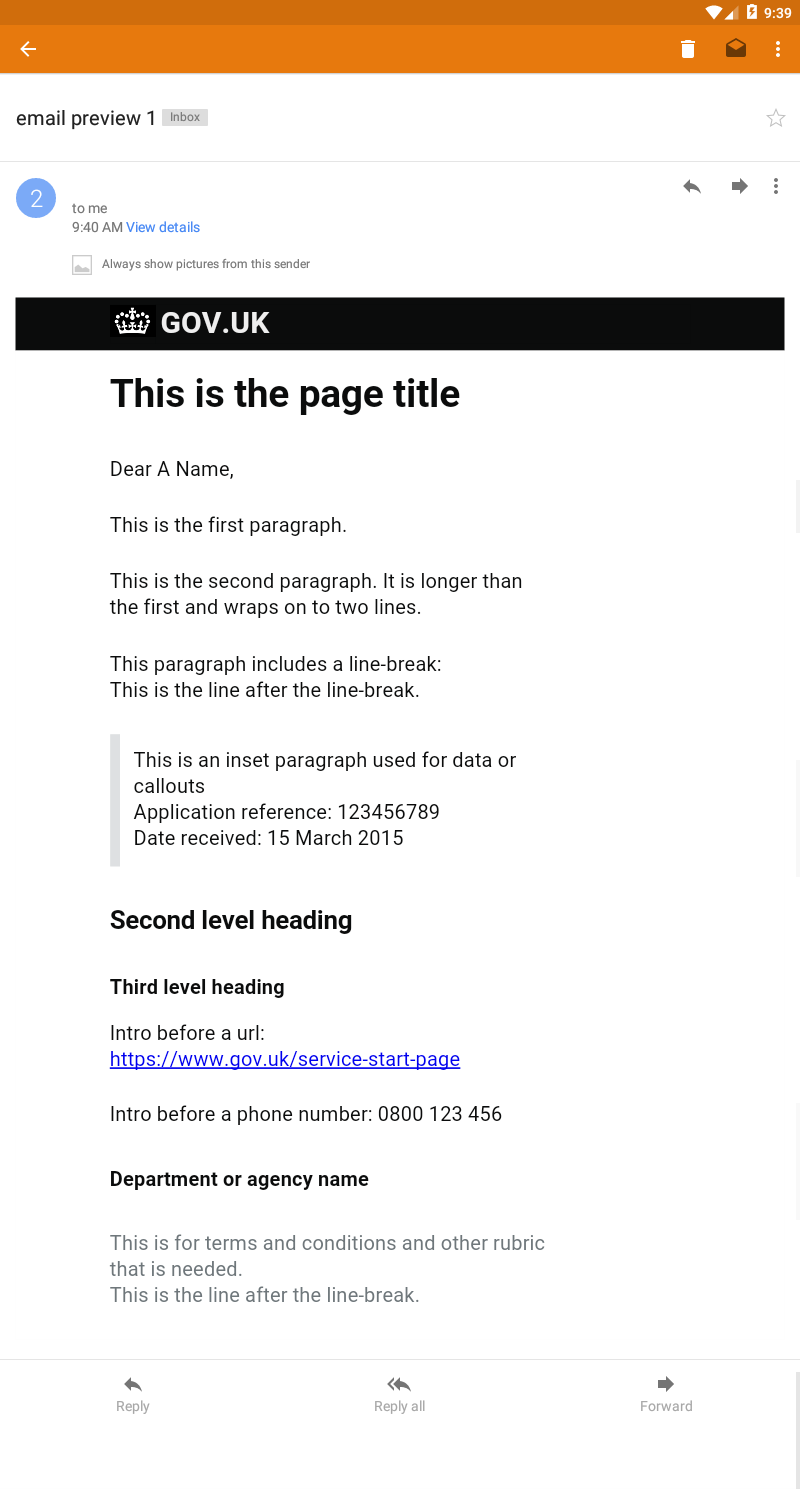 9:39
email preview 1 Inbox
2
to me
9:40 AM View details
Always show pictures from this sender
GOV.UK
This is the page title
Dear A Name,
This is the first paragraph.
This is the second paragraph. It is longer than
the first and wraps on to two lines.
This paragraph includes a line-break:
This is the line after the line-break.
This is an inset paragraph used for data or
callouts
Application reference: 123456789
Date received: 15 March 2015
Second level heading
Third level heading
Intro before a url:
https://www.gov.uk/service-start-page
Intro before a phone number: 0800 123 456
Department or agency name
This is for terms and conditions and other rubric
that is needed.
This is the line after the line-break.
Reply Reply all Forward